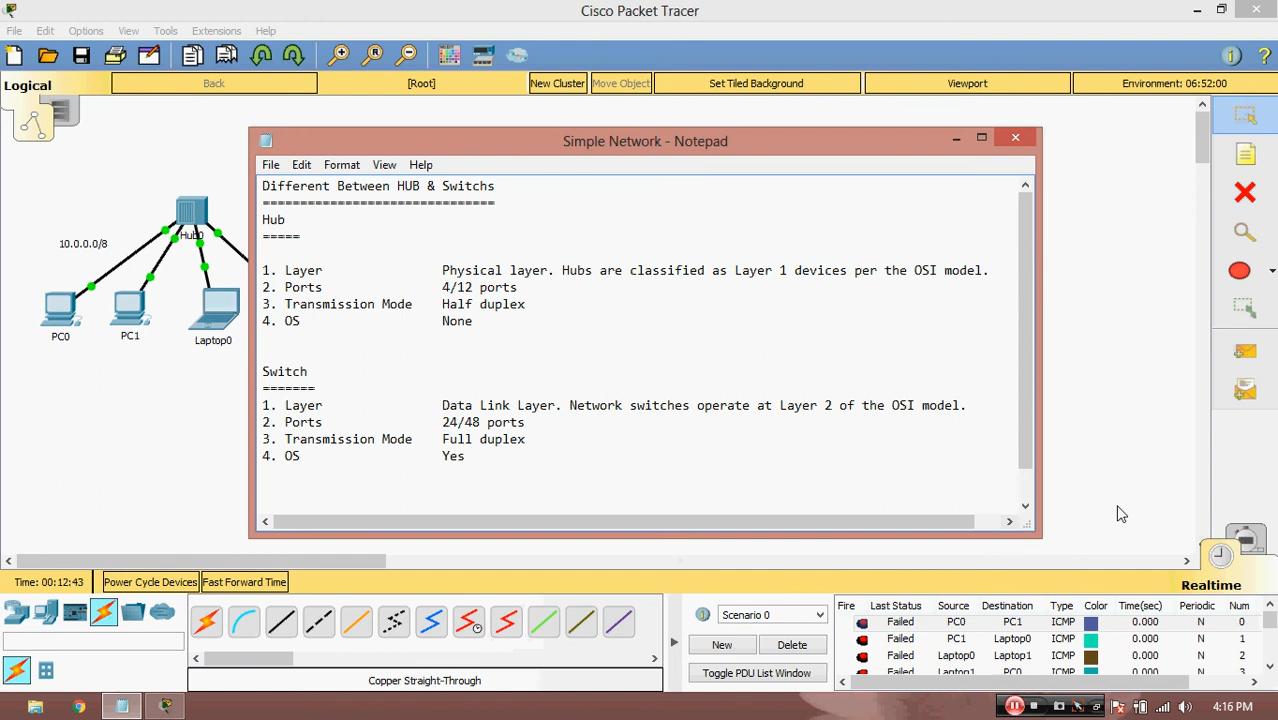 Cisco Packet Tracer
File Edit Options View Tools Extensions Help
Logical Back [Root] New Cluster Move Object Set Tiled Background Viewport Environment: 06:52:00
Simple Network - Notepad
File Edit Format View Help
Different Between HUB & Switchs
===============================
Hub
=====
1. Layer Physical layer. Hubs are classified as Layer 1 devices per the OSI model.
2. Ports 4/12 ports
3. Transmission Mode Half duplex
4. OS None
Switch
=======
1. Layer Data Link Layer. Network switches operate at Layer 2 of the OSI model.
2. Ports 24/48 ports
3. Transmission Mode Full duplex
4. OS Yes
Hub0
10.0.0.0/8
PC0 PC1 Laptop0
Time: 00:12:43 Power Cycle Devices Fast Forward Time
Realtime
Scenario 0
New Delete
Toggle PDU List Window
Fire Last Status Source Destination Type Color Time(sec) Periodic Num
Failed PC0 PC1 ICMP 0.000 N 0
Failed PC1 Laptop0 ICMP 0.000 N 1
Failed Laptop0 Laptop1 ICMP 0.000 N 2
Failed Laptop1 PC0 ICMP 0.000 N 3
Copper Straight-Through
4:16 PM